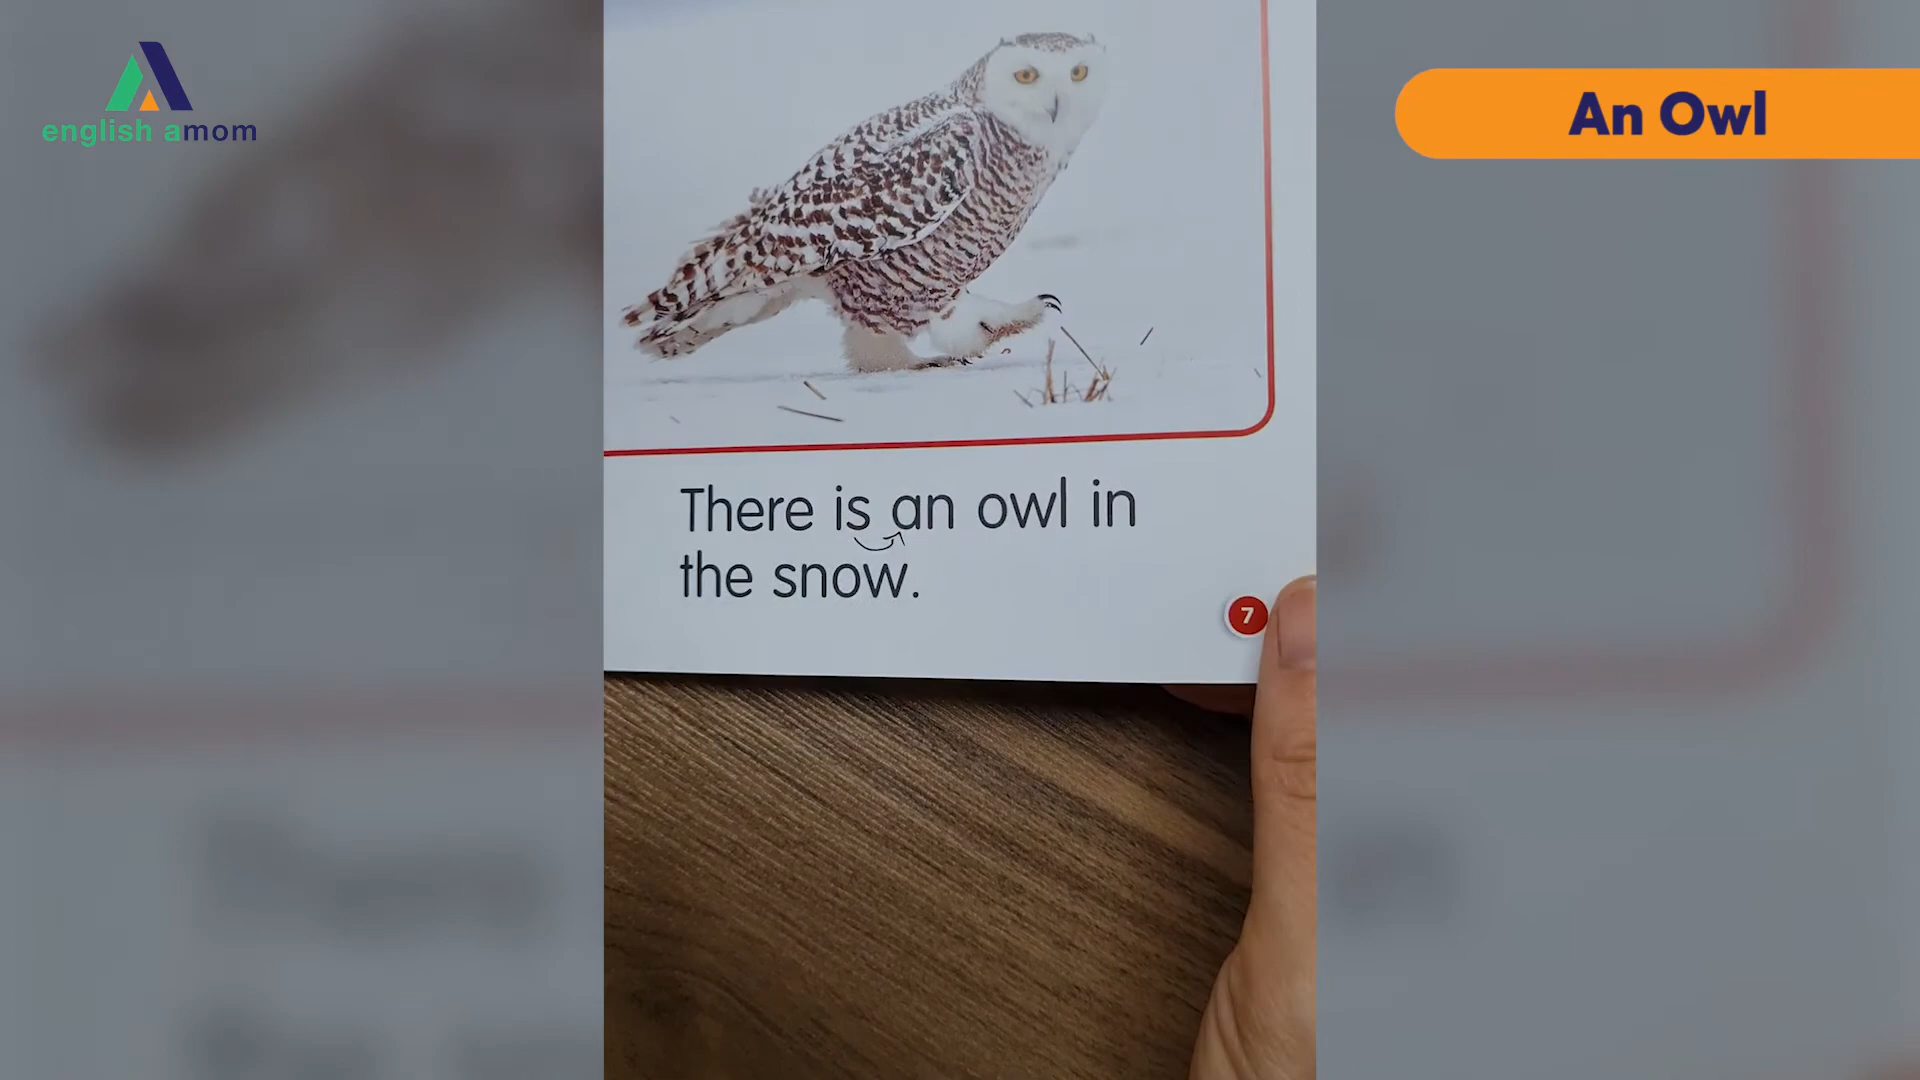 english amom
An Owl
There is an owl in
the snow.
7